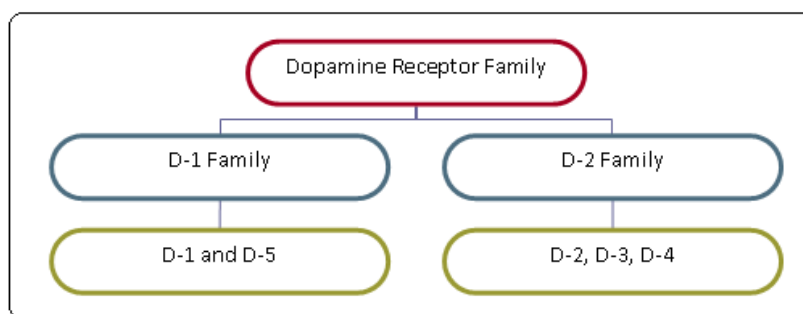 Dopamine Receptor Family
D-1 Family
D-2 Family
D-1 and D-5
D-2, D-3, D-4